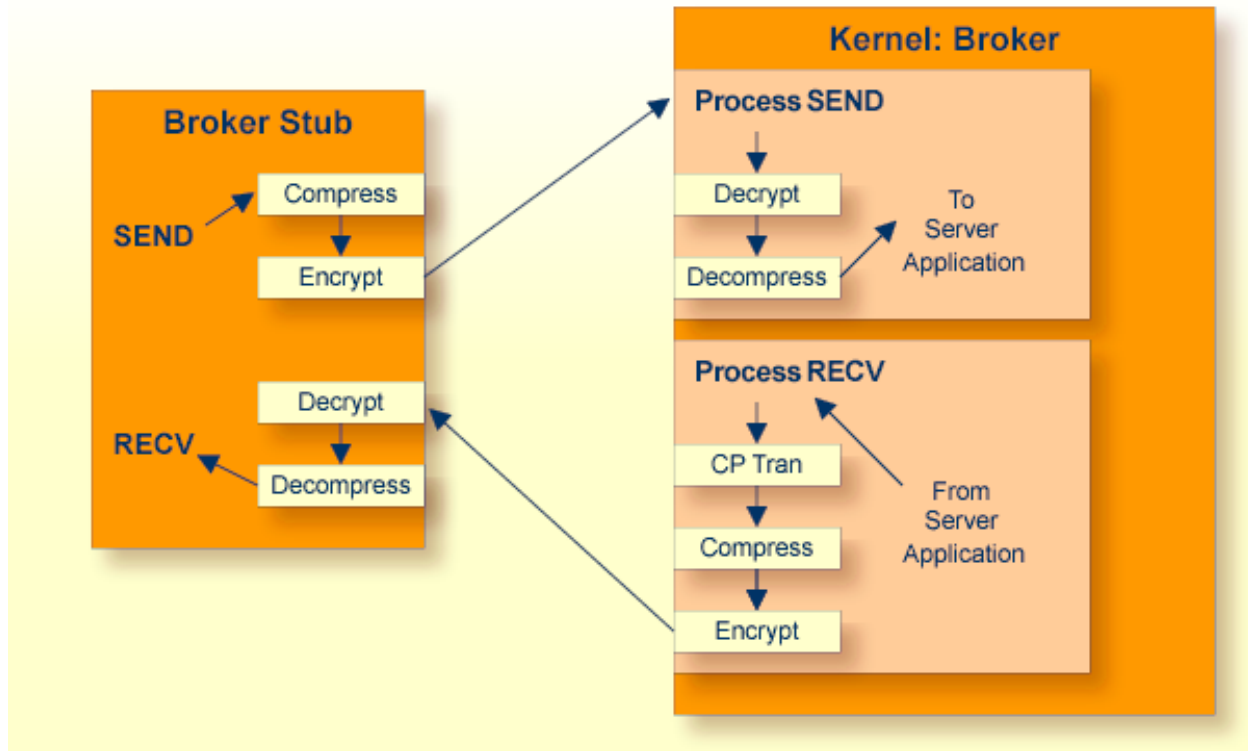 Broker Stub
SEND
Compress
Encrypt
Decrypt
RECV
Decompress
Kernel: Broker
Process SEND
Decrypt
Decompress
To
Server
Application
Process RECV
CP Tran
Compress
Encrypt
From
Server
Application